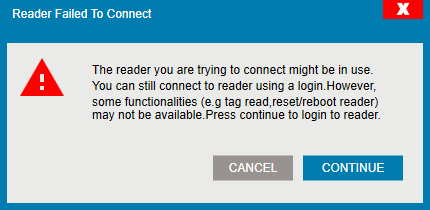 Reader Failed To Connect
X
The reader you are trying to connect might be in use.
You can still connect to reader using a login.However,
some functionalities (e.g tag read,reset/reboot reader)
may not be available.Press continue to login to reader.
CANCEL CONTINUE